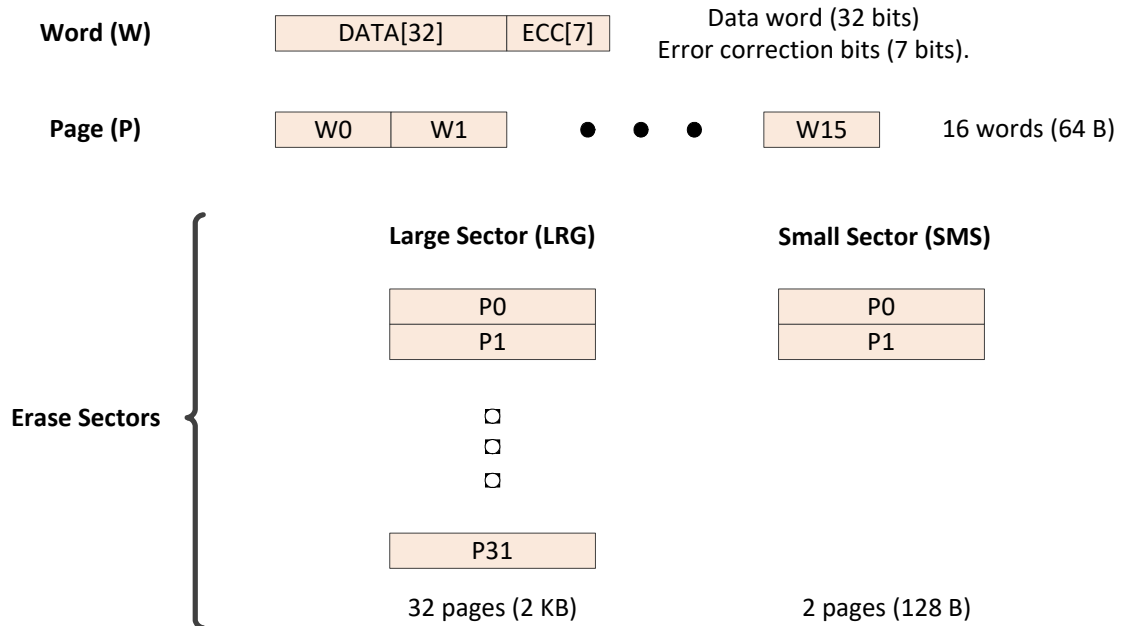 Word (W)
DATA[32]
ECC[7]
Data word (32 bits)
Error correction bits (7 bits).
Page (P)
W0
W1
W15
16 words (64 B)
Large Sector (LRG)
Small Sector (SMS)
P0
P0
P1
P1
Erase Sectors
P31
32 pages (2 KB)
2 pages (128 B)